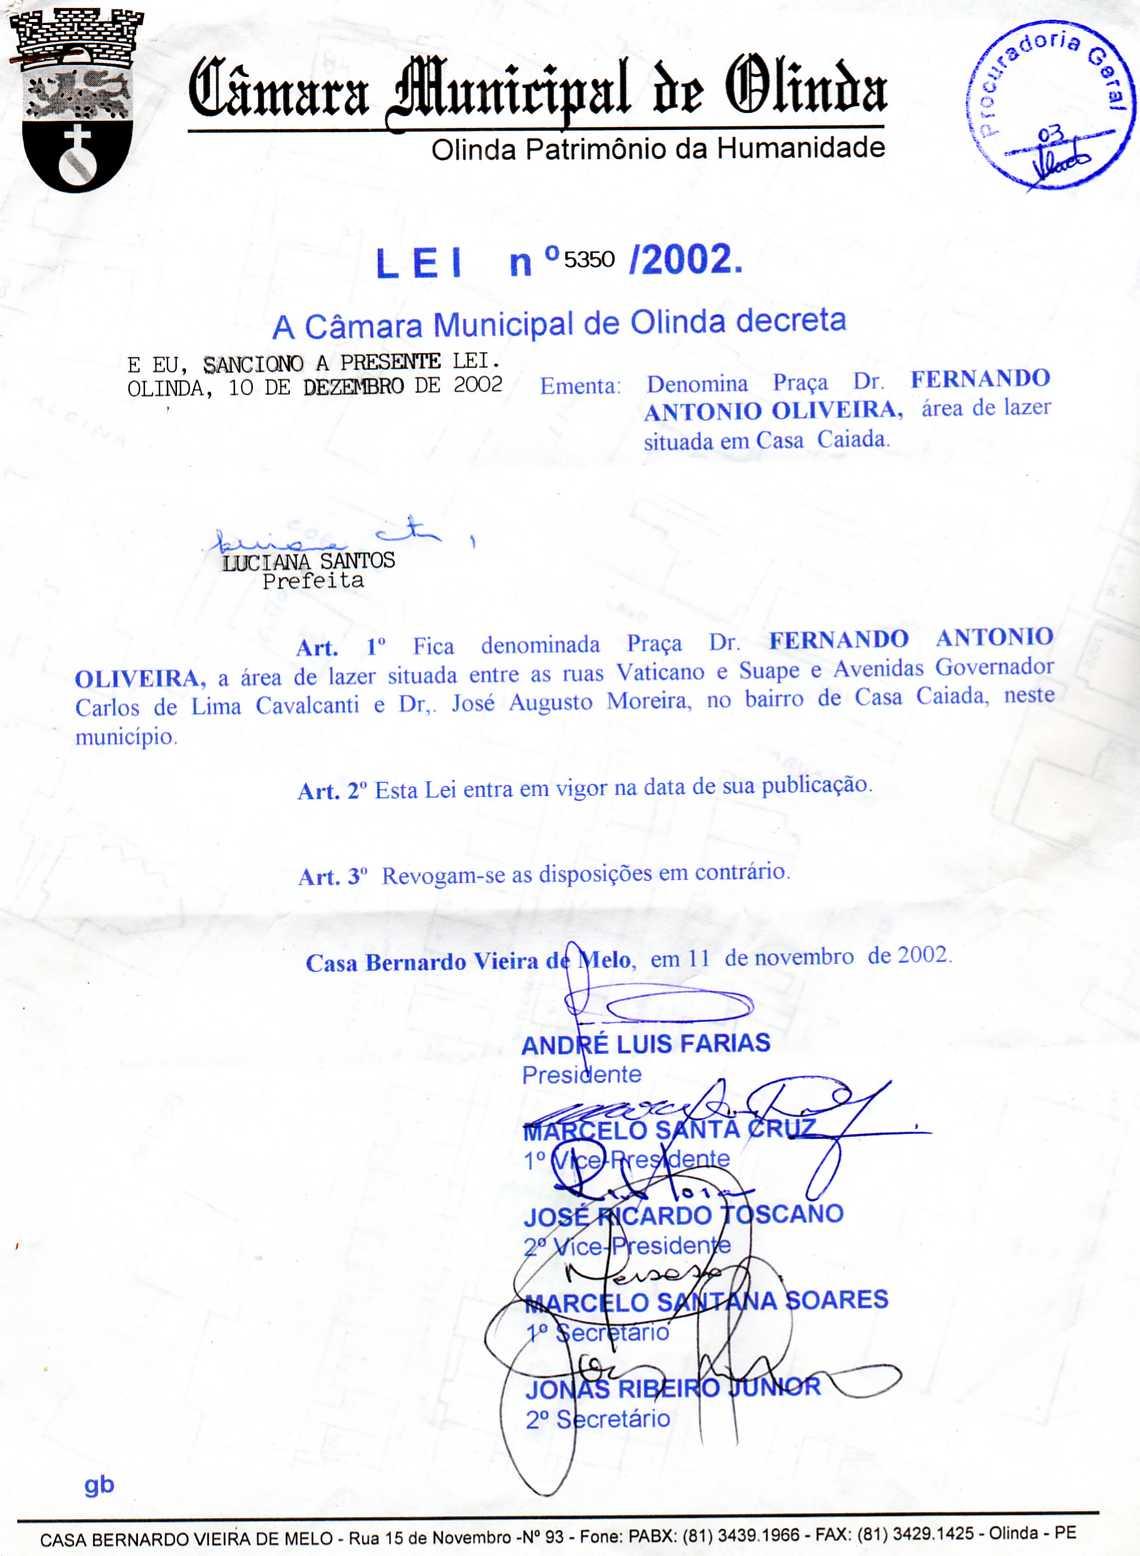 Câmara Municipal de Olinda
Olinda Patrimônio da Humanidade
Procuradoria Geral
03
LEI nº 5350 /2002.
A Câmara Municipal de Olinda decreta
E EU, SANCIONO A PRESENTE LEI.
OLINDA, 10 DE DEZEMBRO DE 2002
Ementa: Denomina Praça Dr. FERNANDO
ANTONIO OLIVEIRA, área de lazer
situada em Casa Caiada.
LUCIANA SANTOS
Prefeita
Art. 1º Fica denominada Praça Dr. FERNANDO ANTONIO
OLIVEIRA, a área de lazer situada entre as ruas Vaticano e Suape e Avenidas Governador
Carlos de Lima Cavalcanti e Dr,. José Augusto Moreira, no bairro de Casa Caiada, neste
município.
Art. 2º Esta Lei entra em vigor na data de sua publicação.
Art. 3º Revogam-se as disposições em contrário.
Casa Bernardo Vieira de Melo, em 11 de novembro de 2002.
ANDRÉ LUIS FARIAS
Presidente
MARCELO SANTA CRUZ
1º Vice-Presidente
JOSÉ RICARDO TOSCANO
2º Vice-Presidente
MARCELO SANTANA SOARES
1º Secretário
JONAS RIBEIRO JUNIOR
2º Secretário
gb
CASA BERNARDO VIEIRA DE MELO - Rua 15 de Novembro -Nº 93 - Fone: PABX: (81) 3439.1966 - FAX: (81) 3429.1425 - Olinda - PE